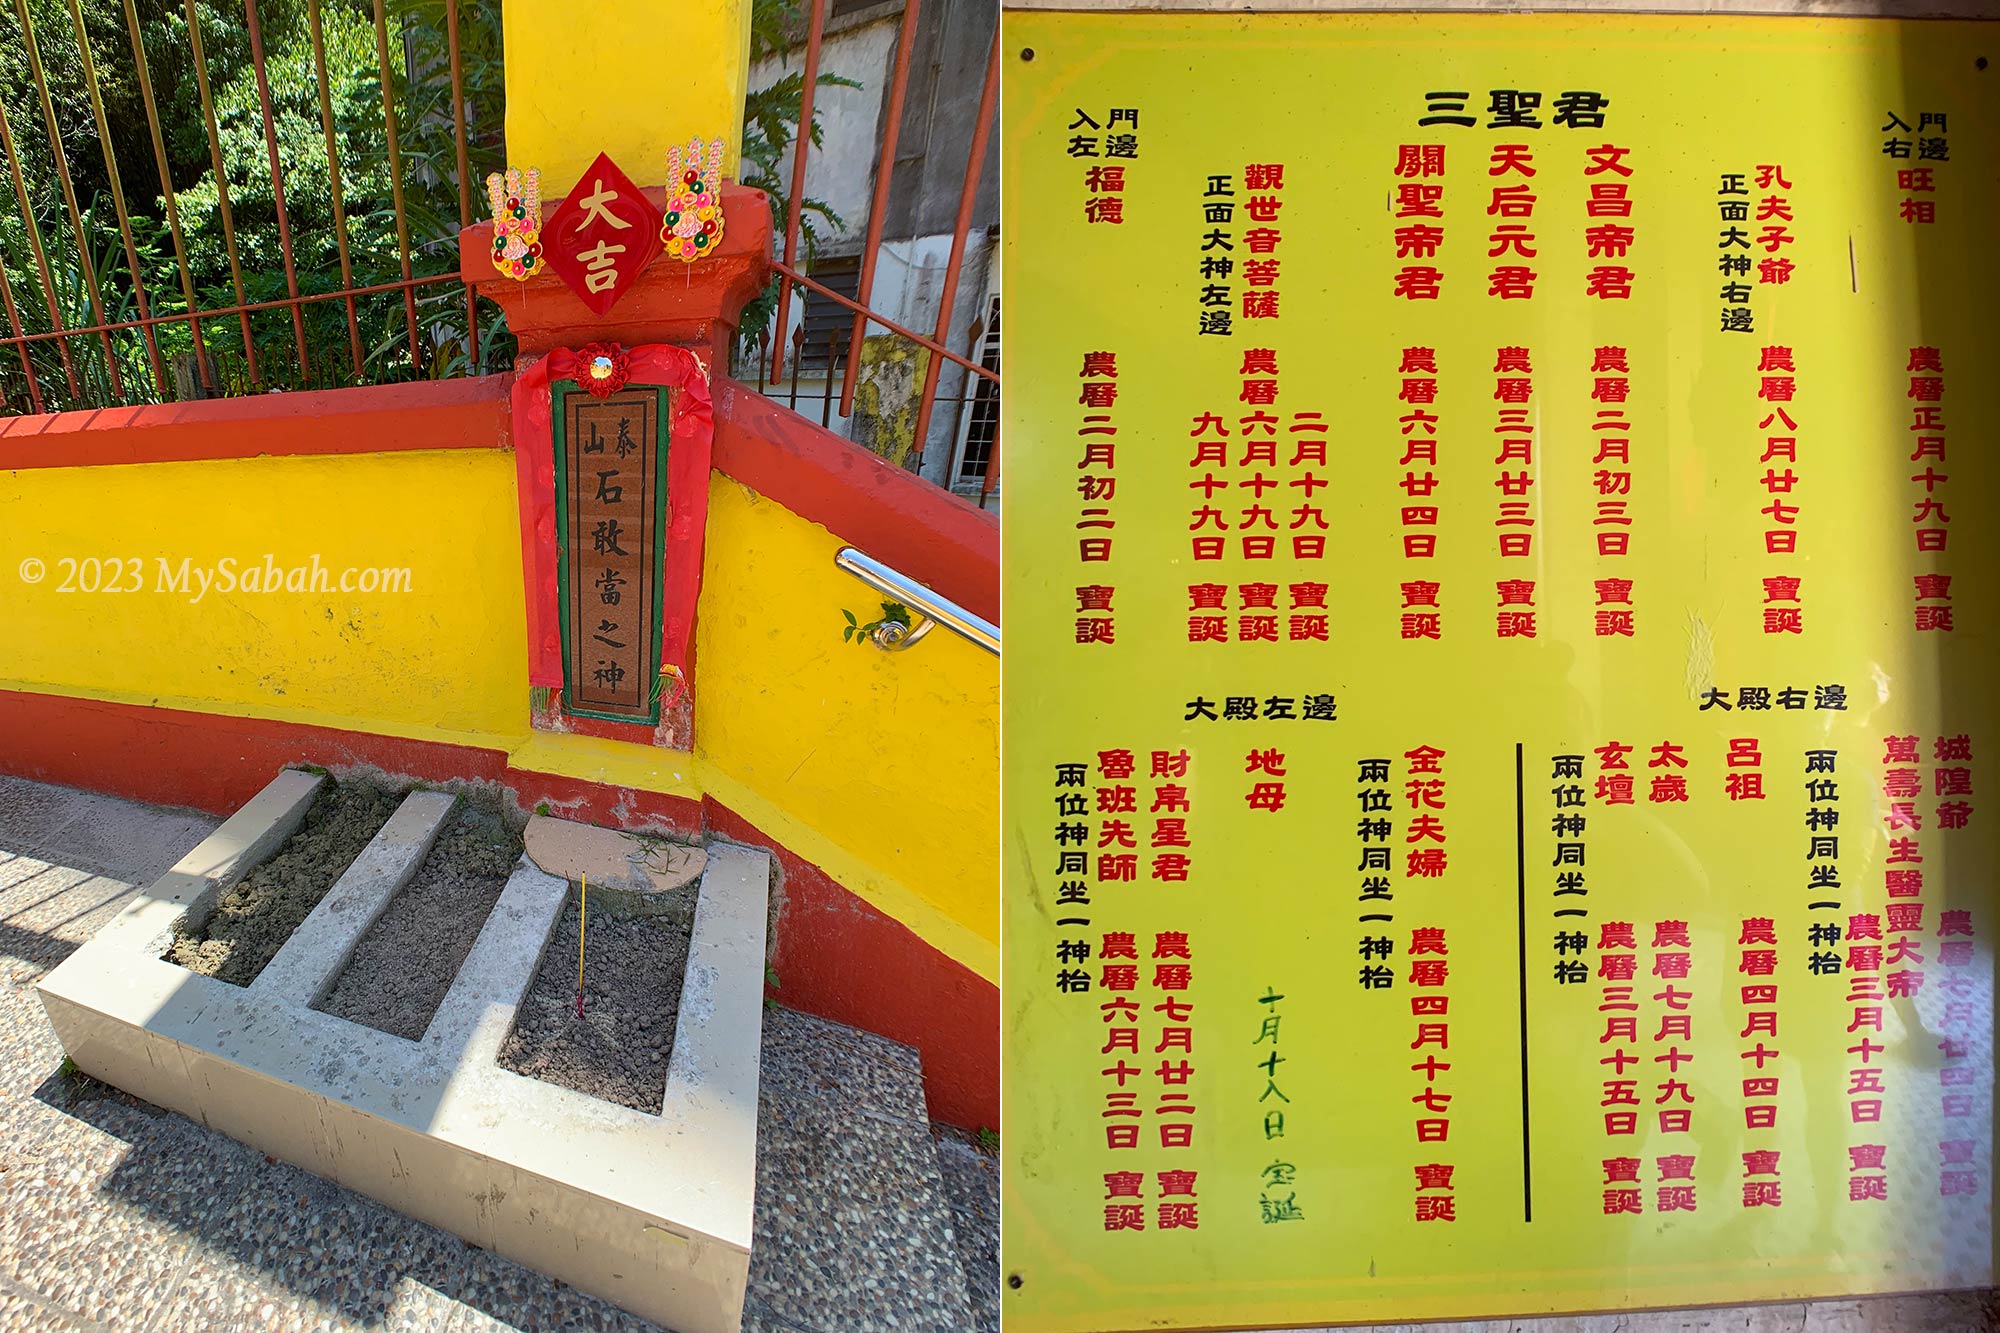 大吉
泰山
石敢當之神
© 2023 MySabah.com
三聖君
入門右邊
旺相
農曆正月十九日 寶誕
孔夫子爺
正面大神右邊
農曆八月廿七日 寶誕
文昌帝君
農曆二月初三日 寶誕
天后元君
農曆三月廿三日 寶誕
關聖帝君
農曆六月廿四日 寶誕
觀世音菩薩
正面大神左邊
二月十九日 寶誕
農曆六月十九日 寶誕
九月十九日 寶誕
入門左邊
福德
農曆二月初二日 寶誕
大殿右邊
城隍爺
農曆七月廿四日 寶誕
萬壽長生醫靈大帝
農曆三月十五日 寶誕
兩位神同坐一神枱
呂祖
農曆四月十四日 寶誕
太歲
農曆七月十九日 寶誕
玄壇
農曆三月十五日 寶誕
兩位神同坐一神枱
大殿左邊
金花夫婦
農曆四月十七日 寶誕
兩位神同坐一神枱
地母
十月十八日 宝誕
財帛星君
農曆七月廿二日 寶誕
魯班先師
農曆六月十三日 寶誕
兩位神同坐一神枱